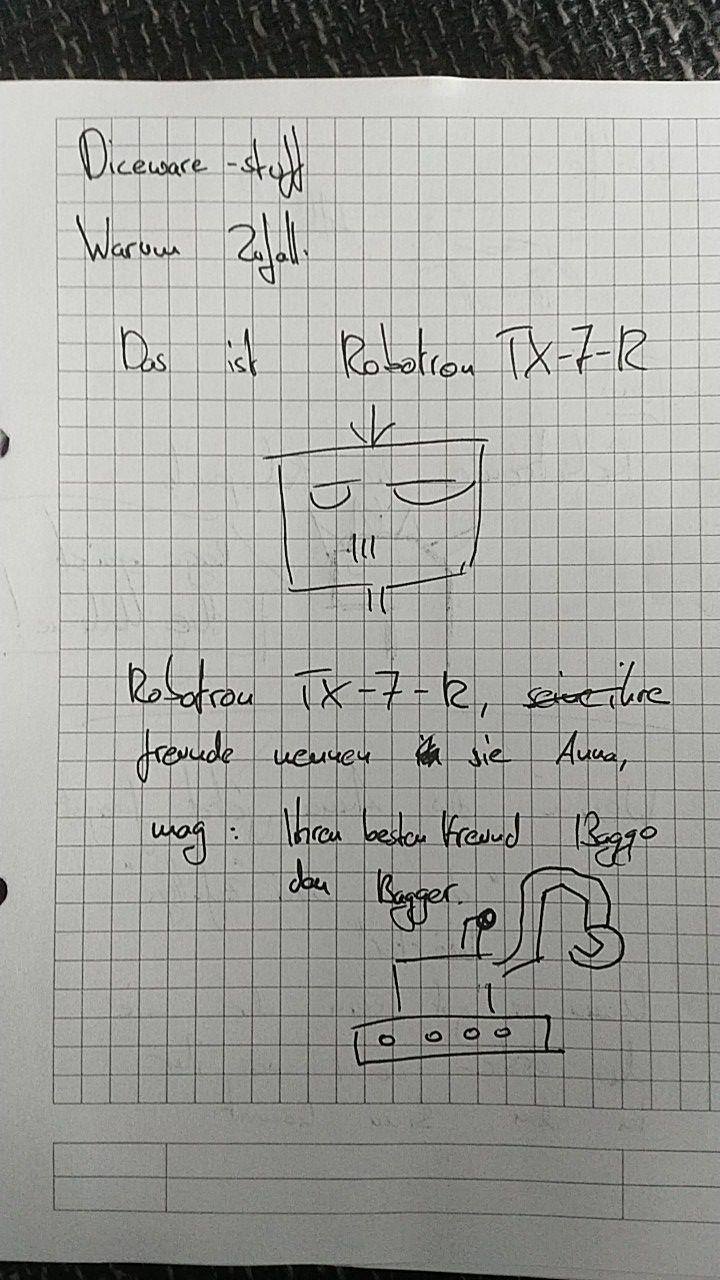 Diceware-stuff
Warum Zufall.
Das ist Robotron TX-7-R
Robotron TX-7-R, seine ihre
freunde nennen sie Anna,
mag: Ihren besten Freund Baggo
den Bagger.